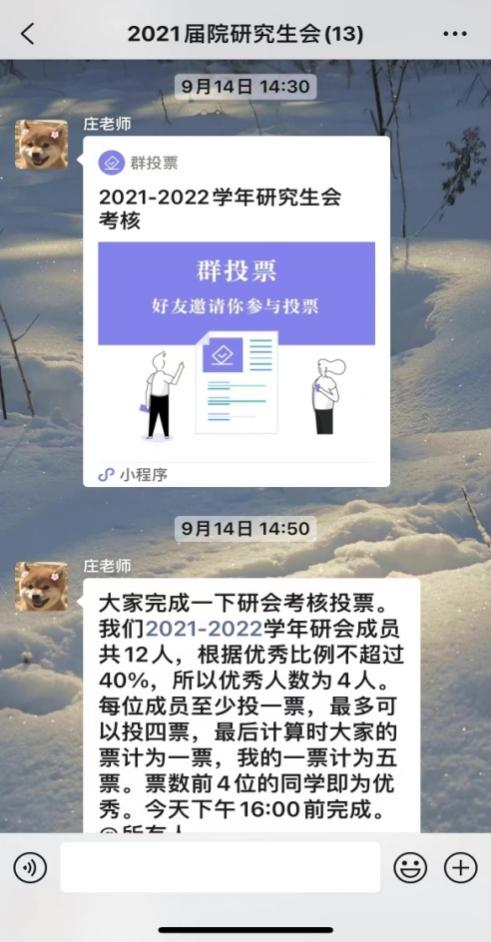 2021届院研究生会(13)
9月14日 14:30
庄老师
群投票
2021-2022学年研究生会
考核
群投票
好友邀请你参与投票
小程序
9月14日 14:50
庄老师
大家完成一下研会考核投票。
我们2021-2022学年研会成员
共12人，根据优秀比例不超过
40%，所以优秀人数为4人。
每位成员至少投一票，最多可
以投四票，最后计算时大家的
票计为一票，我的一票计为五
票。票数前4位的同学即为优
秀。今天下午16:00前完成。
@所有人